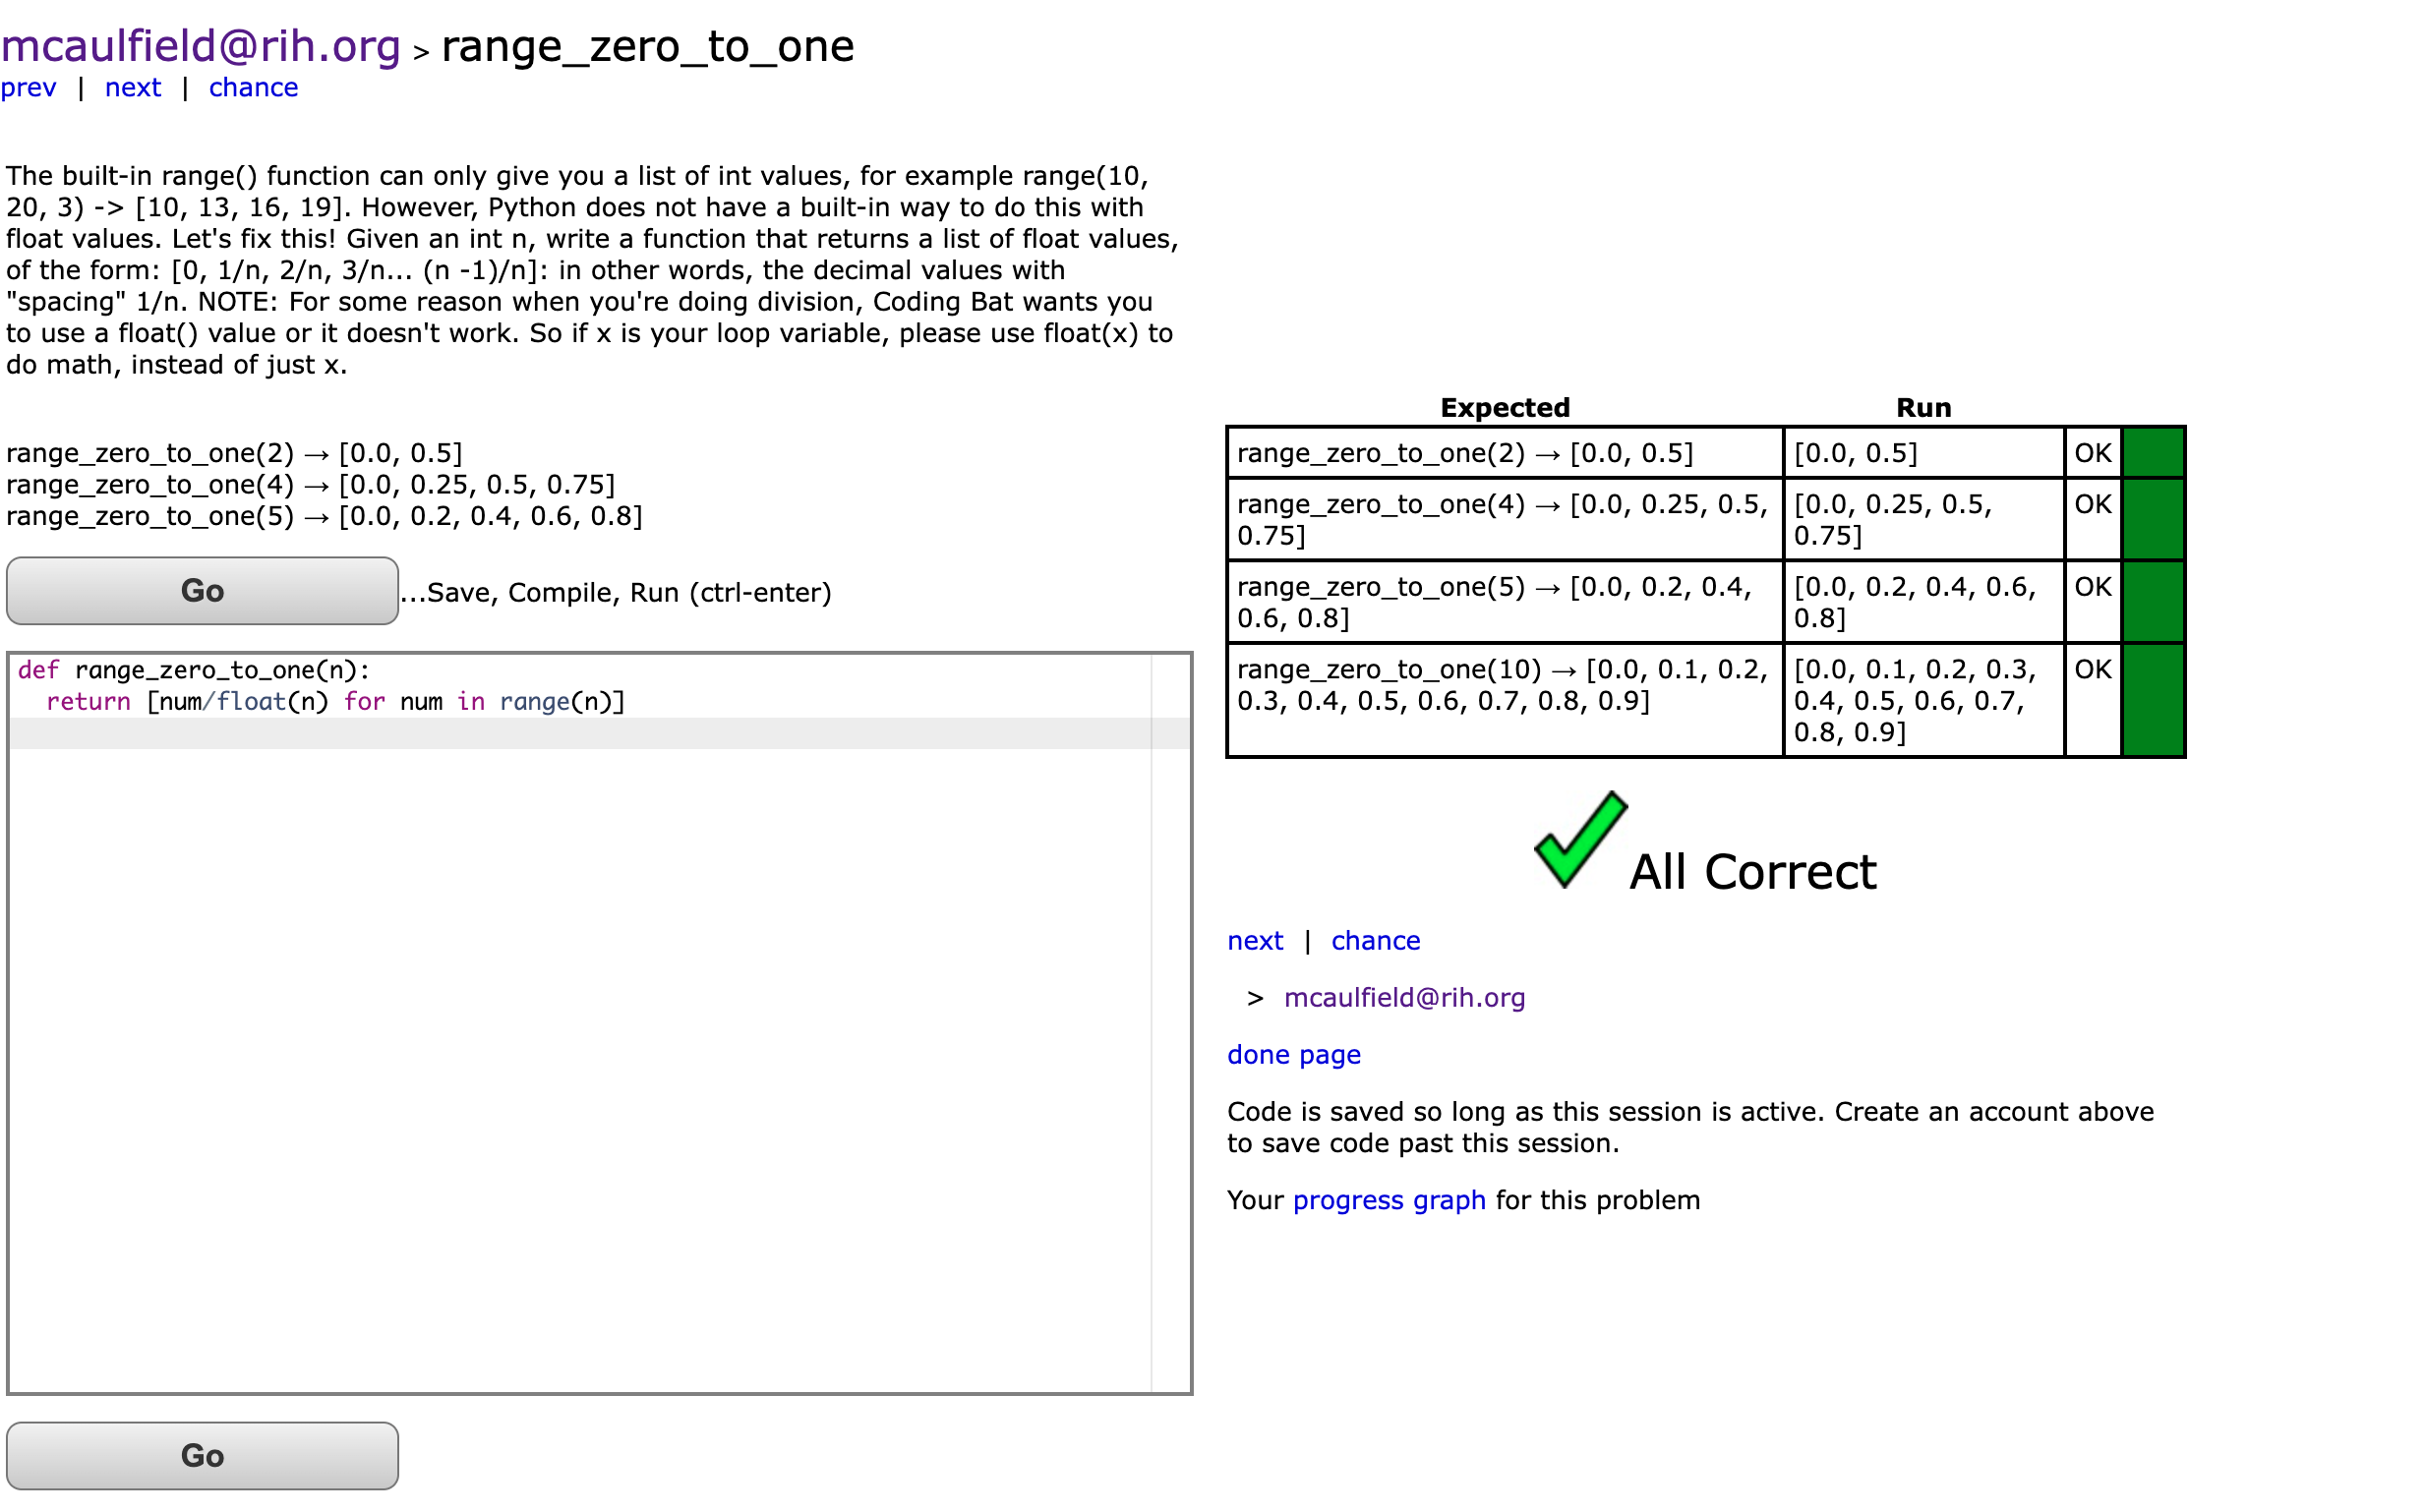 mcaulfield@rih.org > range_zero_to_one
prev | next | chance
The built-in range() function can only give you a list of int values, for example range(10,
20, 3) -> [10, 13, 16, 19]. However, Python does not have a built-in way to do this with
float values. Let's fix this! Given an int n, write a function that returns a list of float values,
of the form: [0, 1/n, 2/n, 3/n... (n -1)/n]: in other words, the decimal values with
"spacing" 1/n. NOTE: For some reason when you're doing division, Coding Bat wants you
to use a float() value or it doesn't work. So if x is your loop variable, please use float(x) to
do math, instead of just x.
range_zero_to_one(2) → [0.0, 0.5]
range_zero_to_one(4) → [0.0, 0.25, 0.5, 0.75]
range_zero_to_one(5) → [0.0, 0.2, 0.4, 0.6, 0.8]
Go ...Save, Compile, Run (ctrl-enter)
def range_zero_to_one(n):
  return [num/float(n) for num in range(n)]
Go
Expected Run
range_zero_to_one(2) → [0.0, 0.5] [0.0, 0.5] OK
range_zero_to_one(4) → [0.0, 0.25, 0.5, [0.0, 0.25, 0.5, OK
0.75] 0.75]
range_zero_to_one(5) → [0.0, 0.2, 0.4, [0.0, 0.2, 0.4, 0.6, OK
0.6, 0.8] 0.8]
range_zero_to_one(10) → [0.0, 0.1, 0.2, [0.0, 0.1, 0.2, 0.3, OK
0.3, 0.4, 0.5, 0.6, 0.7, 0.8, 0.9] 0.4, 0.5, 0.6, 0.7,
0.8, 0.9]
All Correct
next | chance
> mcaulfield@rih.org
done page
Code is saved so long as this session is active. Create an account above
to save code past this session.
Your progress graph for this problem